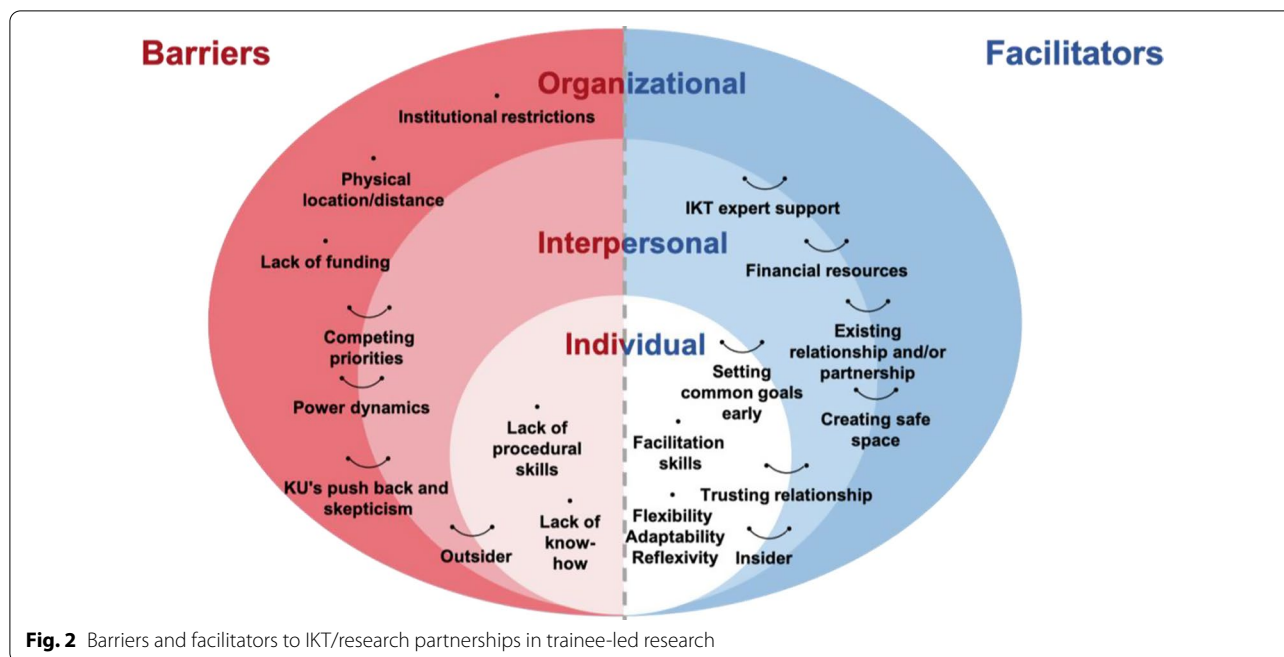 Barriers
Facilitators
Organizational
Institutional restrictions
Physical
location/distance
IKT expert support
Interpersonal
Lack of funding
Financial resources
Competing
priorities
Existing
relationship and/or
partnership
Individual
Setting
common goals
early
Power dynamics
Creating safe
space
Lack of
procedural
skills
Facilitation
skills
KU's push back and
skepticism
Trusting relationship
Outsider
Lack of
know-
how
Flexibility
Adaptability
Reflexivity
Insider
Fig. 2 Barriers and facilitators to IKT/research partnerships in trainee-led research